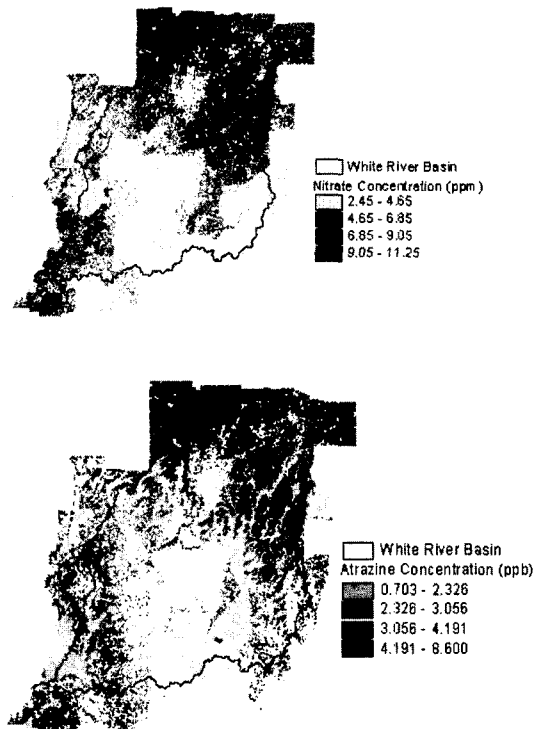 White River Basin
Nitrate Concentration (ppm)
2.45 - 4.65
4.65 - 6.85
6.85 - 9.05
9.05 - 11.25
White River Basin
Atrazine Concentration (ppb)
0.703 - 2.326
2.326 - 3.056
3.056 - 4.191
4.191 - 6.600